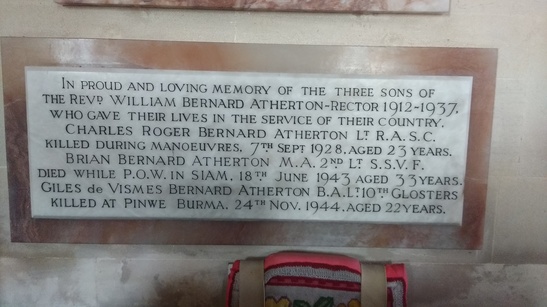 In proud and loving memory of the three sons of
the Revd William Bernard Atherton-Rector 1912-1937.
who gave their lives in the service of their country.
Charles Roger Bernard Atherton Lt R.A.S.C.
killed during manoeuvres. 7th Sept 1928. aged 23 years.
Brian Bernard Atherton M.A. 2nd Lt S.S.V.F.
died while P.O.W. in Siam. 18th June 1943 aged 33 years.
Giles de Vismes Bernard Atherton B.A. Lt 10th Glosters
killed at Pinwe Burma. 24th Nov. 1944. aged 22 years.